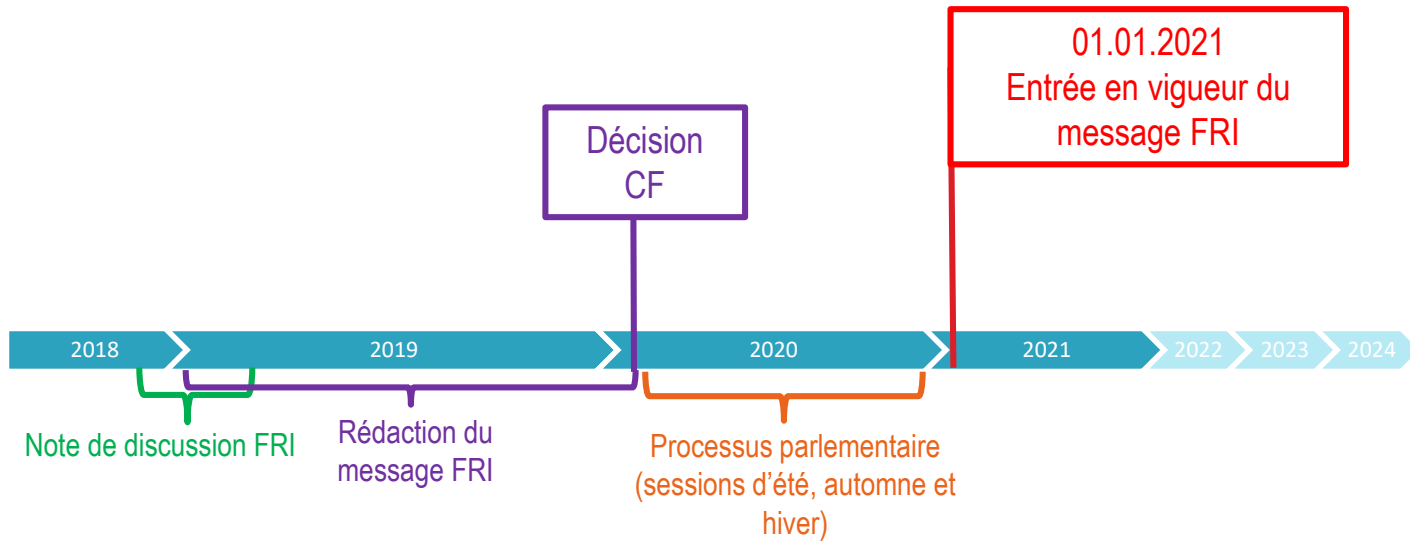 01.01.2021
Entrée en vigueur du
message FRI
Décision
CF
2018
2019
2020
2021
2022
2023
2024
Note de discussion FRI
Rédaction du
message FRI
Processus parlementaire
(sessions d’été, automne et
hiver)